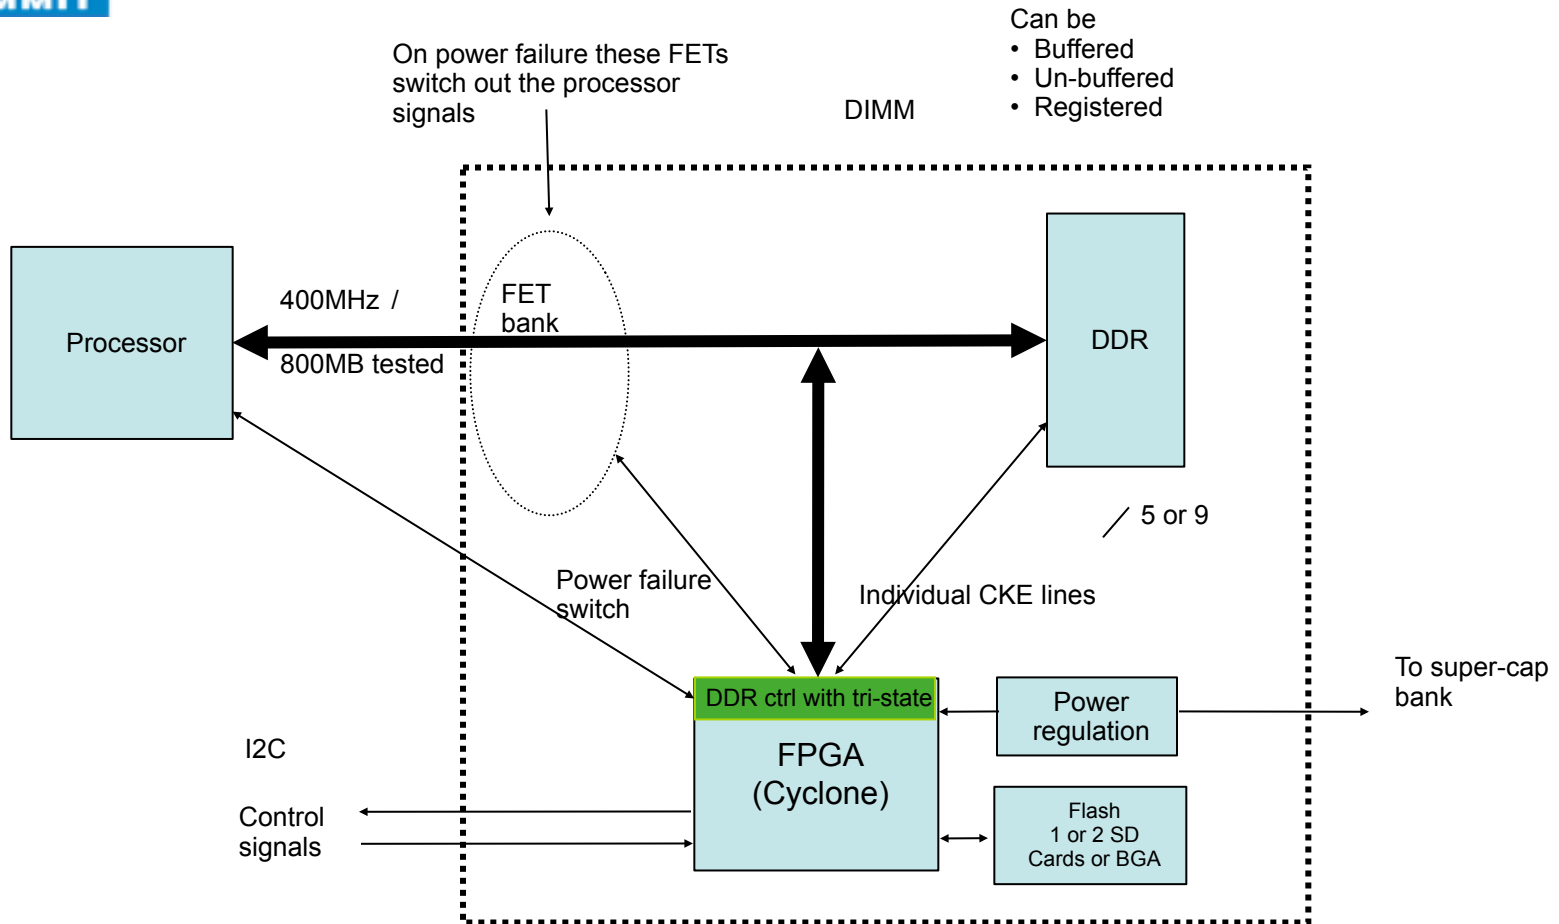 Can be
• Buffered
• Un-buffered
• Registered
On power failure these FETs
switch out the processor
signals
DIMM
400MHz /
800MB tested
FET
bank
Processor
DDR
5 or 9
Power failure
switch
Individual CKE lines
DDR ctrl with tri-state
FPGA
(Cyclone)
Power
regulation
To super-cap
bank
I2C
Control
signals
Flash
1 or 2 SD
Cards or BGA